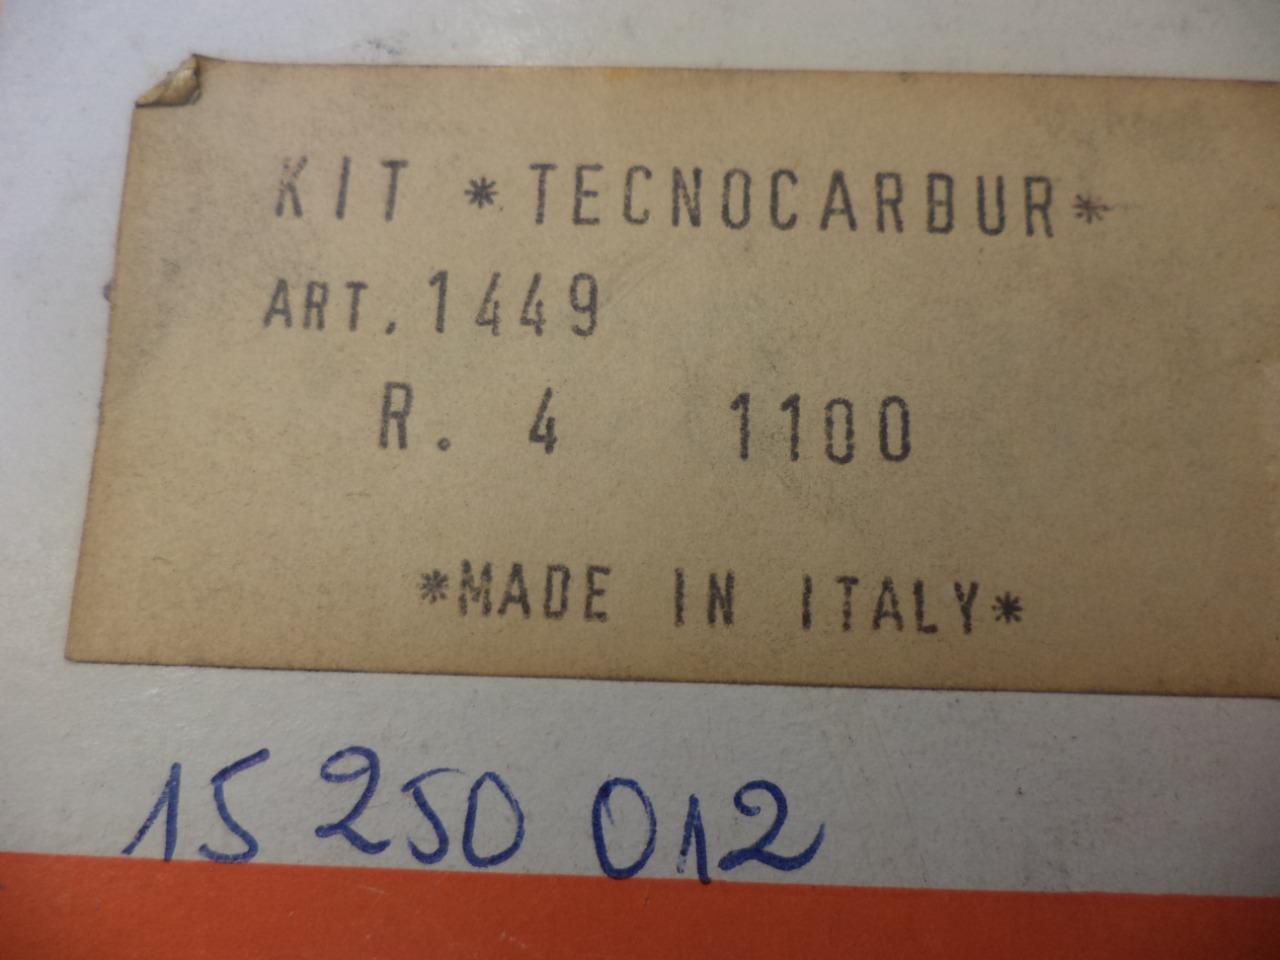 KIT *TECNOCARBUR*
ART. 1449
R. 4 1100
*MADE IN ITALY*
15 250 012